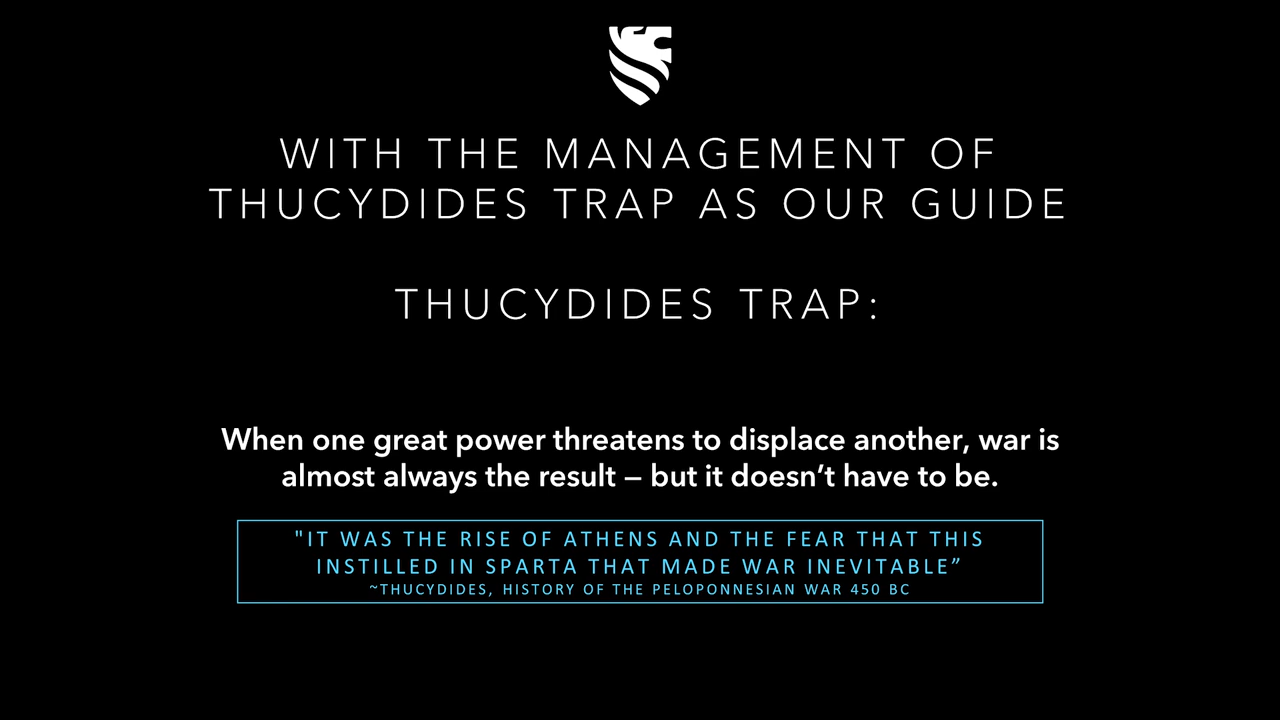 WITH THE MANAGEMENT OF
THUCYDIDES TRAP AS OUR GUIDE
THUCYDIDES TRAP:
When one great power threatens to displace another, war is
almost always the result – but it doesn’t have to be.
"IT WAS THE RISE OF ATHENS AND THE FEAR THAT THIS
INSTILLED IN SPARTA THAT MADE WAR INEVITABLE”
~THUCYDIDES, HISTORY OF THE PELOPONNESIAN WAR 450 BC